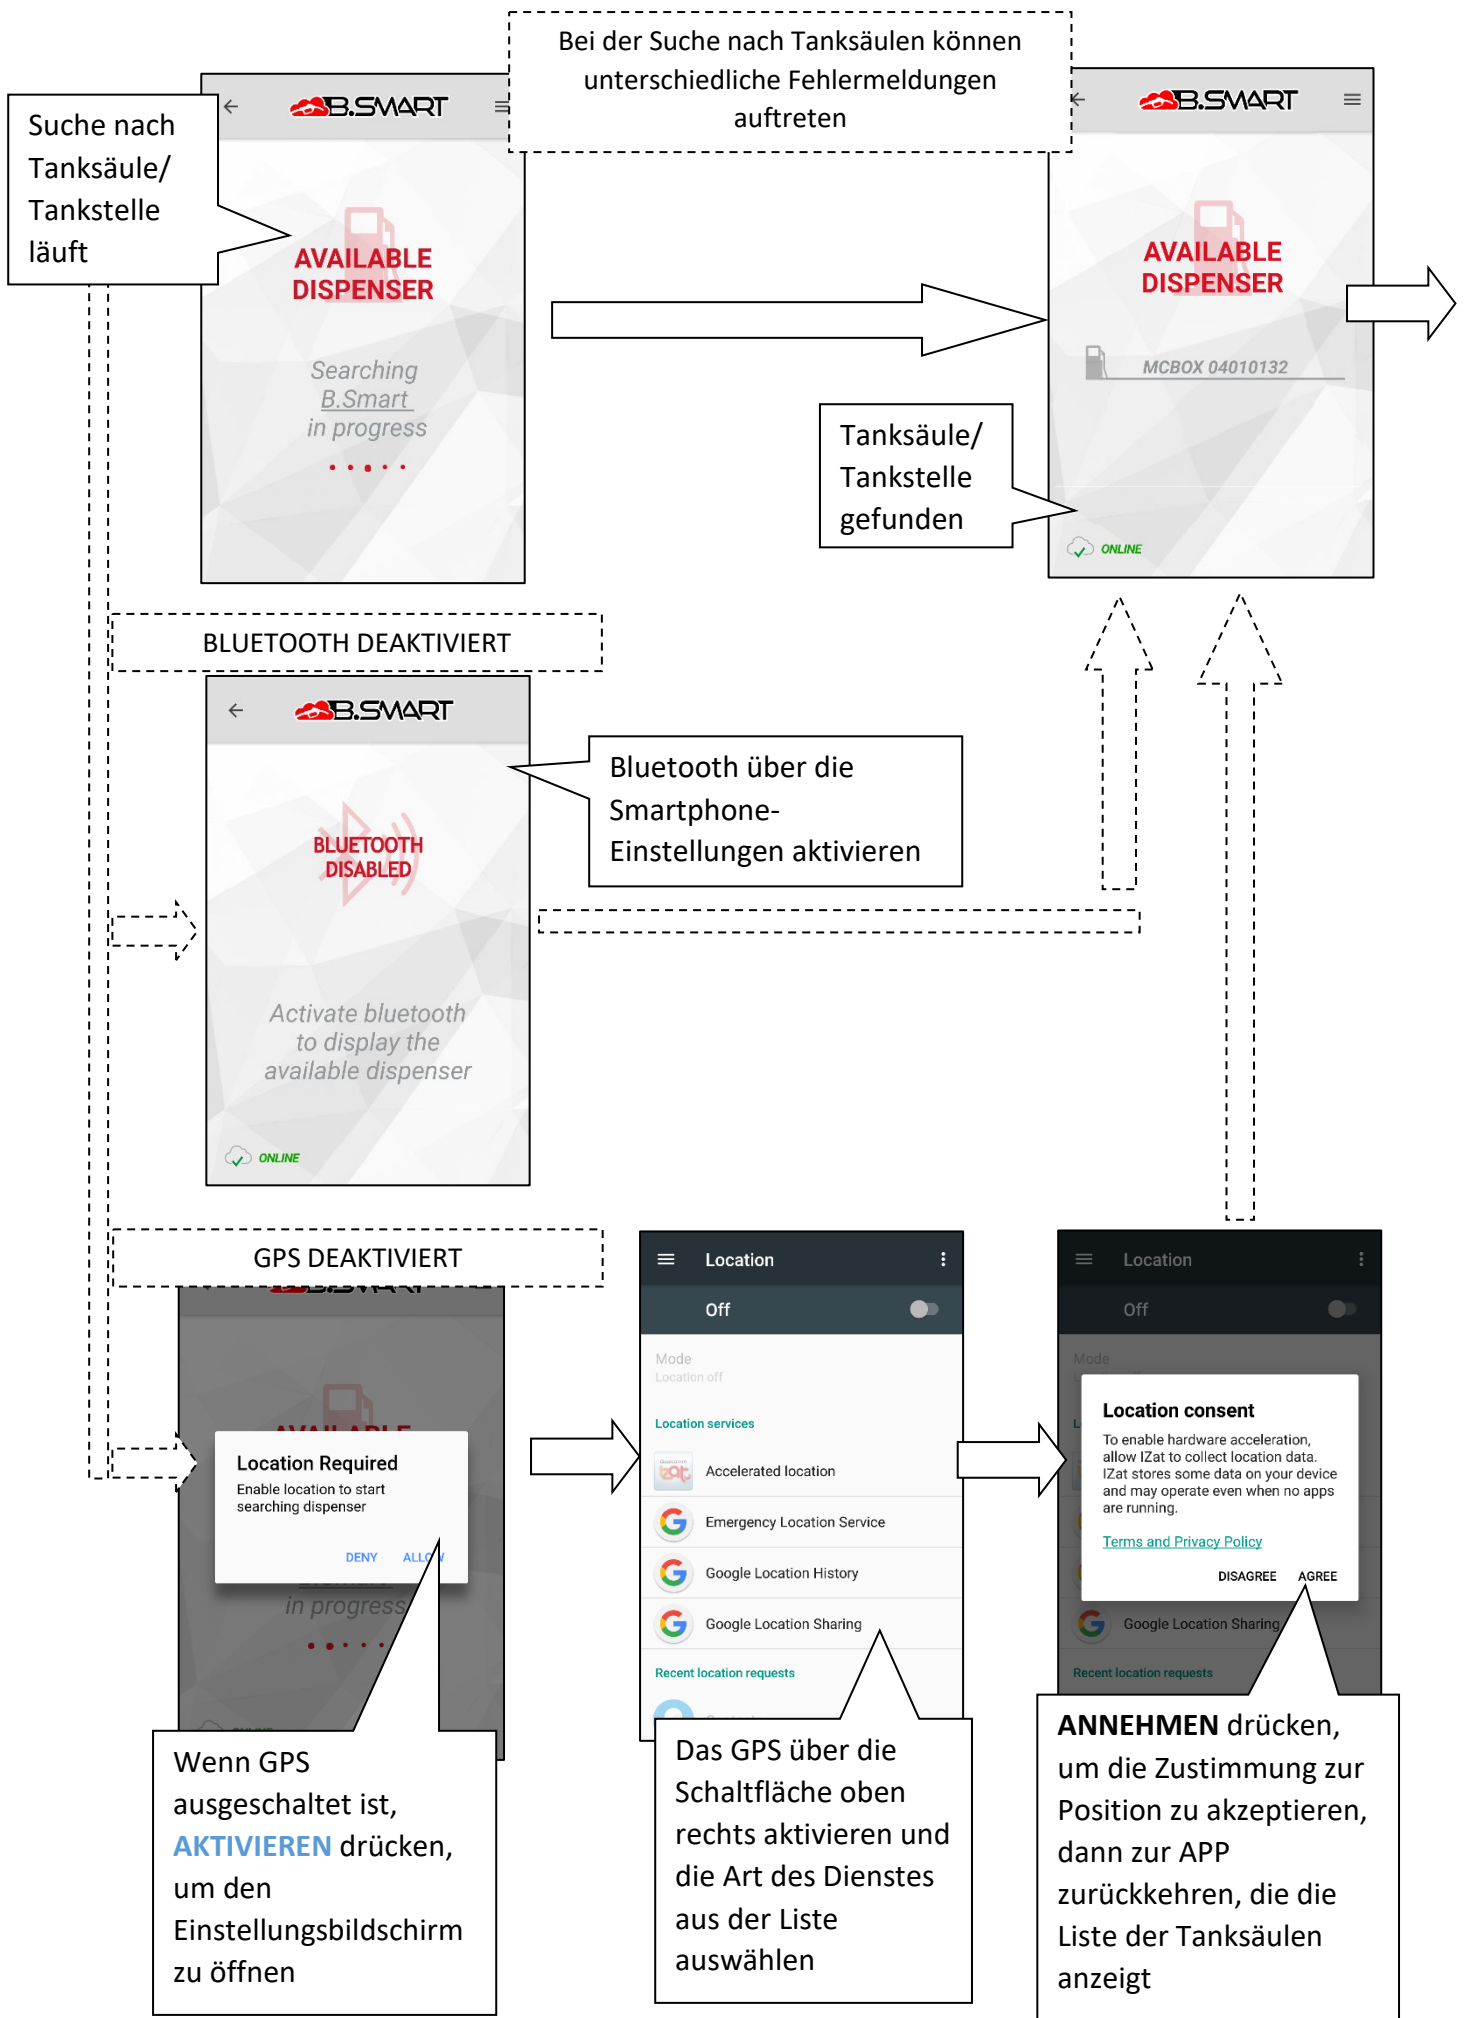 Bei der Suche nach Tanksäulen können
unterschiedliche Fehlermeldungen
auftreten
Suche nach
Tanksäule/
Tankstelle
läuft
B.SMART
AVAILABLE
DISPENSER
Searching
B.Smart
in progress
B.SMART
AVAILABLE
DISPENSER
MCBOX 04010132
ONLINE
Tanksäule/
Tankstelle
gefunden
BLUETOOTH DEAKTIVIERT
B.SMART
BLUETOOTH
DISABLED
Activate bluetooth
to display the
available dispenser
ONLINE
Bluetooth über die
Smartphone-
Einstellungen aktivieren
GPS DEAKTIVIERT
Location Required
Enable location to start
searching dispenser
DENY
in progress
Wenn GPS
ausgeschaltet ist,
AKTIVIEREN drücken,
um den
Einstellungsbildschirm
zu öffnen
Location
Off
Mode
Location off
Location services
Accelerated location
Emergency Location Service
Google Location History
Google Location Sharing
Recent location requests
Das GPS über die
Schaltfläche oben
rechts aktivieren und
die Art des Dienstes
aus der Liste
auswählen
Location
Off
Mode
Location consent
To enable hardware acceleration,
allow IZat to collect location data.
IZat stores some data on your device
and may operate even when no apps
are running.
Terms and Privacy Policy
DISAGREE AGREE
Google Location Sharing
Recent location requests
ANNEHMEN drücken,
um die Zustimmung zur
Position zu akzeptieren,
dann zur APP
zurückkehren, die die
Liste der Tanksäulen
anzeigt